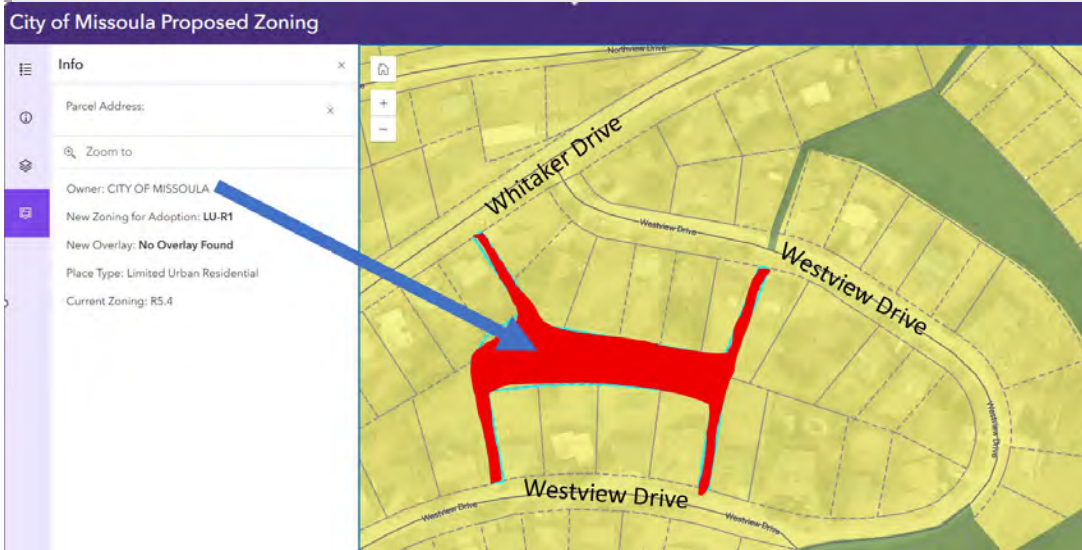 City of Missoula Proposed Zoning
Info
Parcel Address:
Zoom to
Owner: CITY OF MISSOULA
New Zoning for Adoption: LU-R1
New Overlay: No Overlay Found
Place Type: Limited Urban Residential
Current Zoning: R5.4
Northview Drive
Whitaker Drive
Westview Drive
Westview Drive
Westview Drive
Westview Drive
Westview Drive
Westview Drive